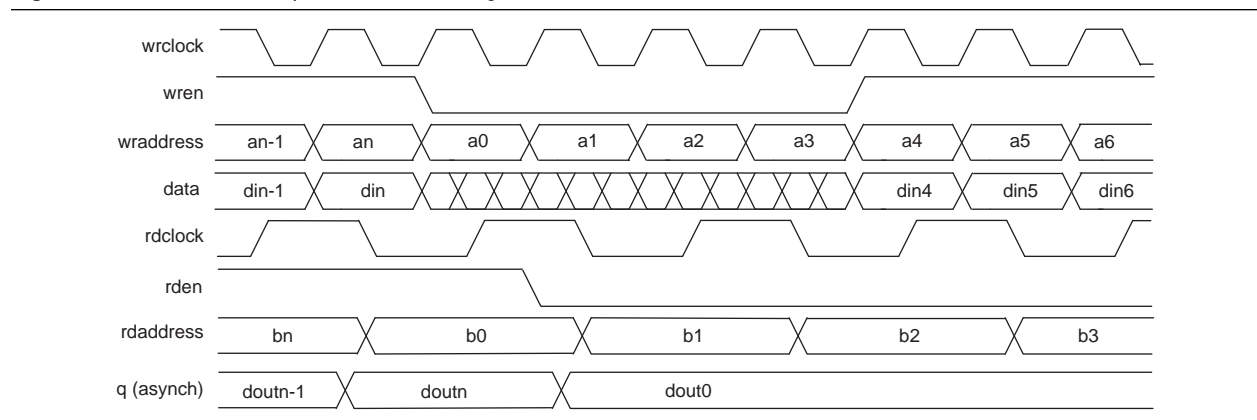 wrclock
wren
wraddress an-1 an a0 a1 a2 a3 a4 a5 a6
data din-1 din din4 din5 din6
rdclock
rden
rdaddress bn b0 b1 b2 b3
q (asynch) doutn-1 doutn dout0